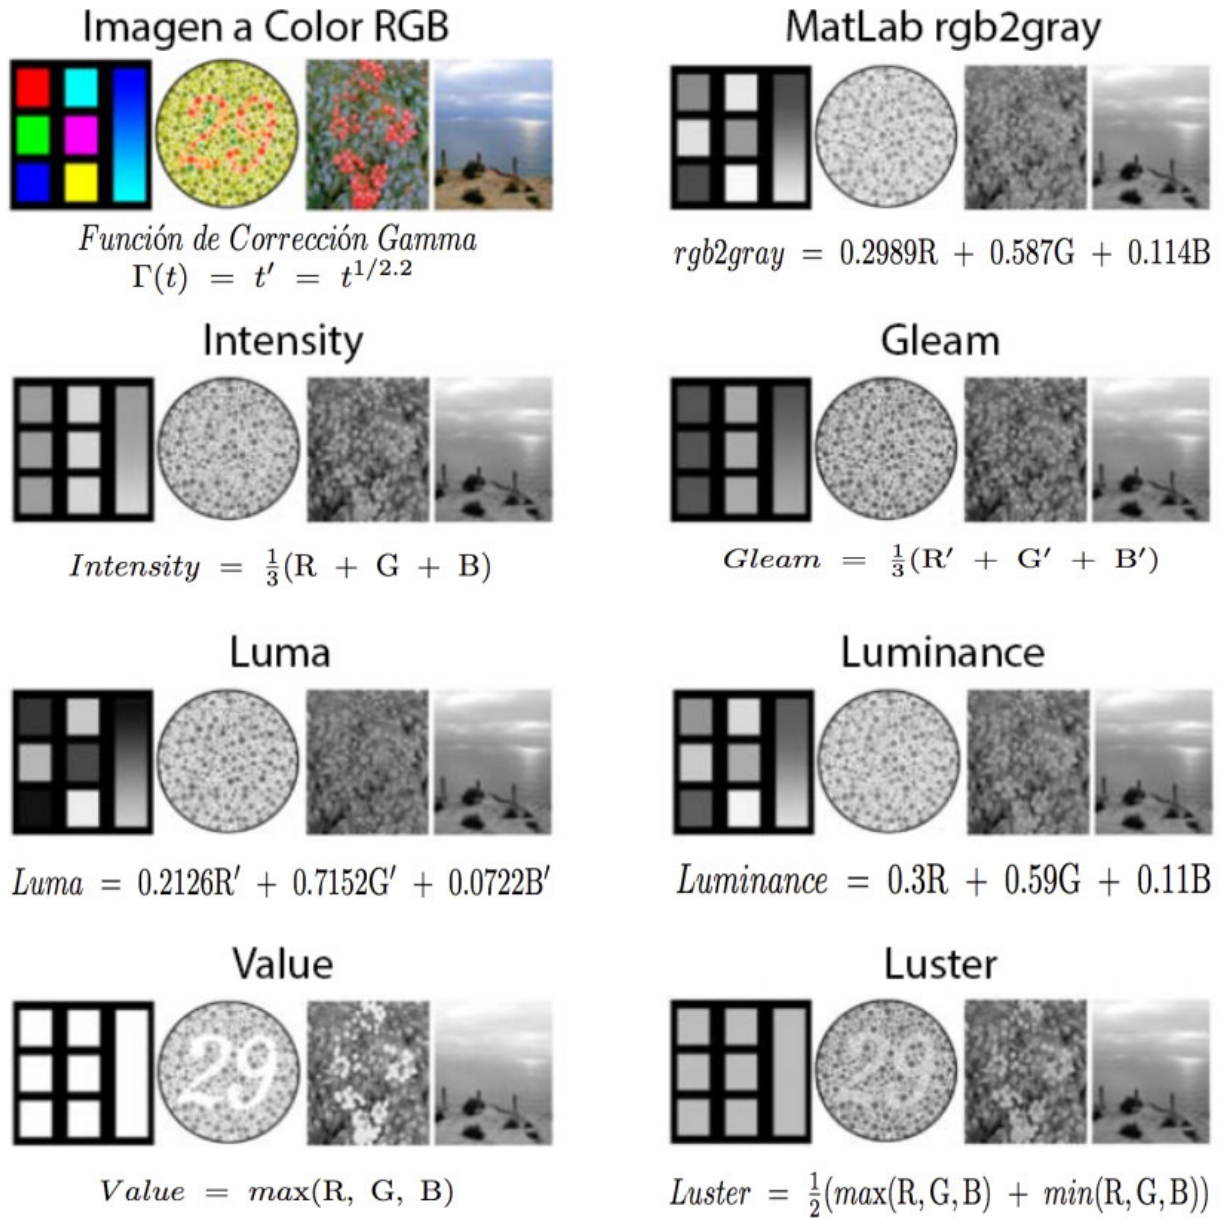 Imagen a Color RGB
MatLab rgb2gray
29
Función de Corrección Gamma
Γ(t) = t′ = t^{1/2.2}
rgb2gray = 0.2989R + 0.587G + 0.114B
Intensity
Gleam
Intensity = 1/3(R + G + B)
Gleam = 1/3(R′ + G′ + B′)
Luma
Luminance
Luma = 0.2126R′ + 0.7152G′ + 0.0722B′
Luminance = 0.3R + 0.59G + 0.11B
Value
Luster
29
29
Value = max(R, G, B)
Luster = 1/2(max(R,G,B) + min(R,G,B))